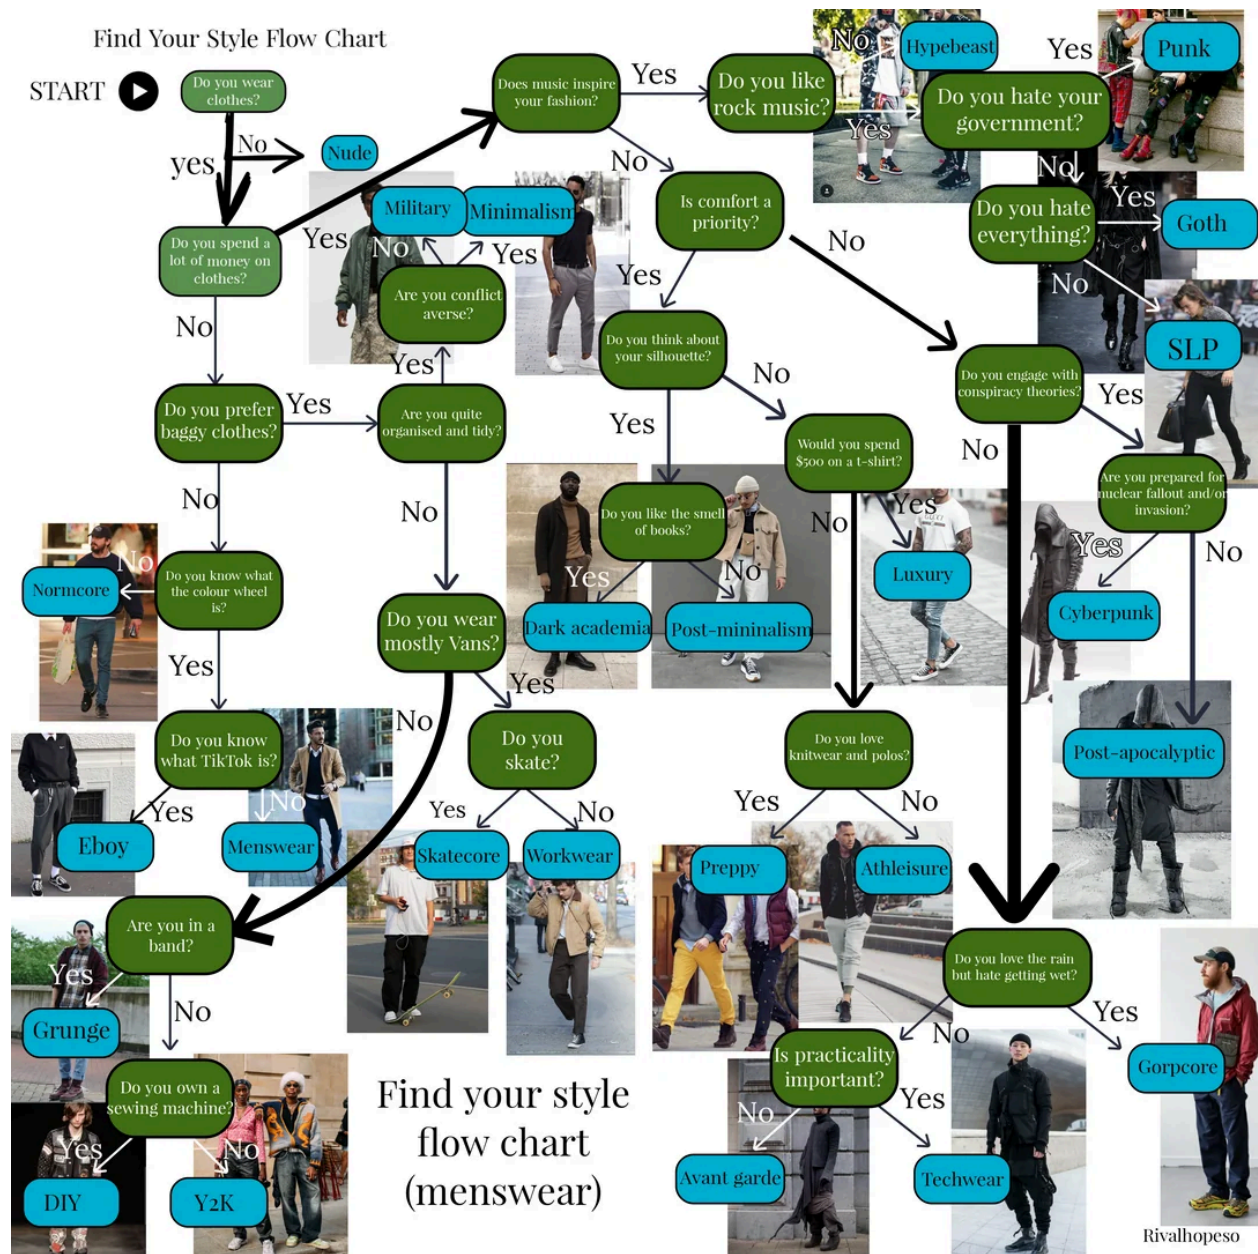 Find Your Style Flow Chart
START
Do you wear
clothes?
yes
No
Nude
Do you spend a
lot of money on
clothes?
Does music inspire
your fashion?
Yes
Do you like
rock music?
No
Hypebeast
Yes
Do you hate your
government?
Yes
Punk
No
Do you hate
everything?
Yes
Goth
No
SLP
No
Is comfort a
priority?
No
Yes
Do you think about
your silhouette?
No
Yes
Do you like the smell
of books?
Yes
Dark academia
No
Post-mininalism
Would you spend
$500 on a t-shirt?
Yes
Luxury
No
Do you love
knitwear and polos?
Yes
Preppy
No
Athleisure
Do you engage with
conspiracy theories?
Yes
No
Are you prepared for
nuclear fallout and/or
invasion?
Yes
Cyberpunk
No
Post-apocalyptic
Do you love the rain
but hate getting wet?
Yes
Gorpcore
No
Is practicality
important?
No
Avant garde
Yes
Techwear
No
Do you prefer
baggy clothes?
Yes
Are you quite
organised and tidy?
Yes
Are you conflict
averse?
Yes
No
Military
Yes
Minimalism
No
Do you wear
mostly Vans?
Yes
Do you
skate?
Yes
Skatecore
No
Workwear
No
Are you in a
band?
Yes
Grunge
No
Do you own a
sewing machine?
Yes
DIY
No
Y2K
No
Do you know what
the colour wheel
is?
No
Normcore
Yes
Do you know
what TikTok is?
Yes
Eboy
No
Menswear
Find your style
flow chart
(menswear)
Rivalhopeso